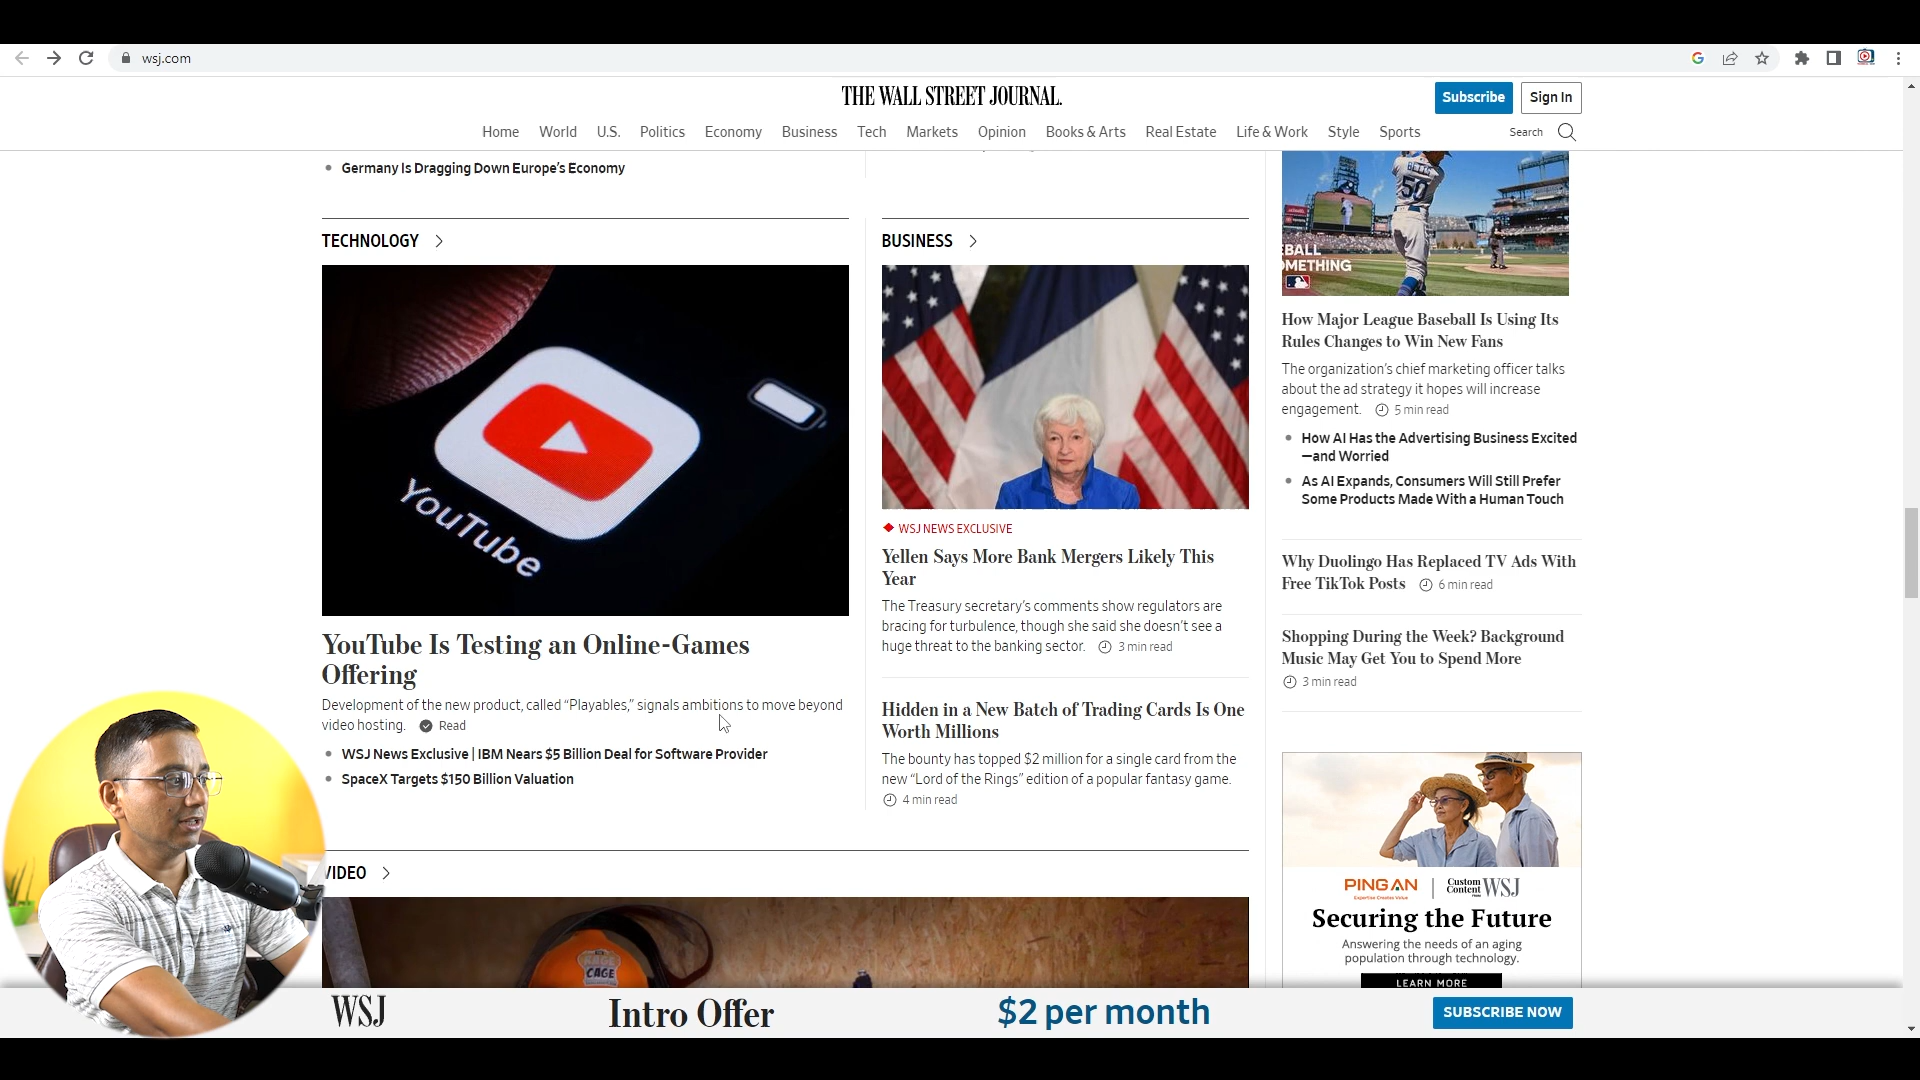 wsj.com
THE WALL STREET JOURNAL.
Subscribe
Sign In
Home World U.S. Politics Economy Business Tech Markets Opinion Books & Arts Real Estate Life & Work Style Sports
Search
Germany Is Dragging Down Europe's Economy
TECHNOLOGY
YouTube
YouTube Is Testing an Online-Games
Offering
Development of the new product, called “Playables,” signals ambitions to move beyond
video hosting. Read
WSJ News Exclusive | IBM Nears $5 Billion Deal for Software Provider
SpaceX Targets $150 Billion Valuation
BUSINESS
WSJ NEWS EXCLUSIVE
Yellen Says More Bank Mergers Likely This
Year
The Treasury secretary’s comments show regulators are
bracing for turbulence, though she said she doesn’t see a
huge threat to the banking sector. 3 min read
Hidden in a New Batch of Trading Cards Is One
Worth Millions
The bounty has topped $2 million for a single card from the
new “Lord of the Rings” edition of a popular fantasy game.
4 min read
50
EBALL
OMETHING
How Major League Baseball Is Using Its
Rules Changes to Win New Fans
The organization’s chief marketing officer talks
about the ad strategy it hopes will increase
engagement. 5 min read
How AI Has the Advertising Business Excited
—and Worried
As AI Expands, Consumers Will Still Prefer
Some Products Made With a Human Touch
Why Duolingo Has Replaced TV Ads With
Free TikTok Posts 6 min read
Shopping During the Week? Background
Music May Get You to Spend More
3 min read
PING AN
Expertise Creates Value
Custom
Content
FROM
WSJ
Securing the Future
Answering the needs of an aging
population through technology.
LEARN MORE
VIDEO
CAGE
WSJ
Intro Offer
$2 per month
SUBSCRIBE NOW